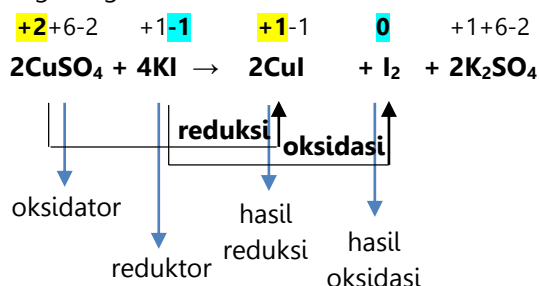 +2+6-2 +1-1 +1-1 0 +1+6-2
2CuSO₄ + 4KI → 2CuI + I₂ + 2K₂SO₄
reduksi
oksidasi
oksidator
reduktor
hasil
reduksi
hasil
oksidasi